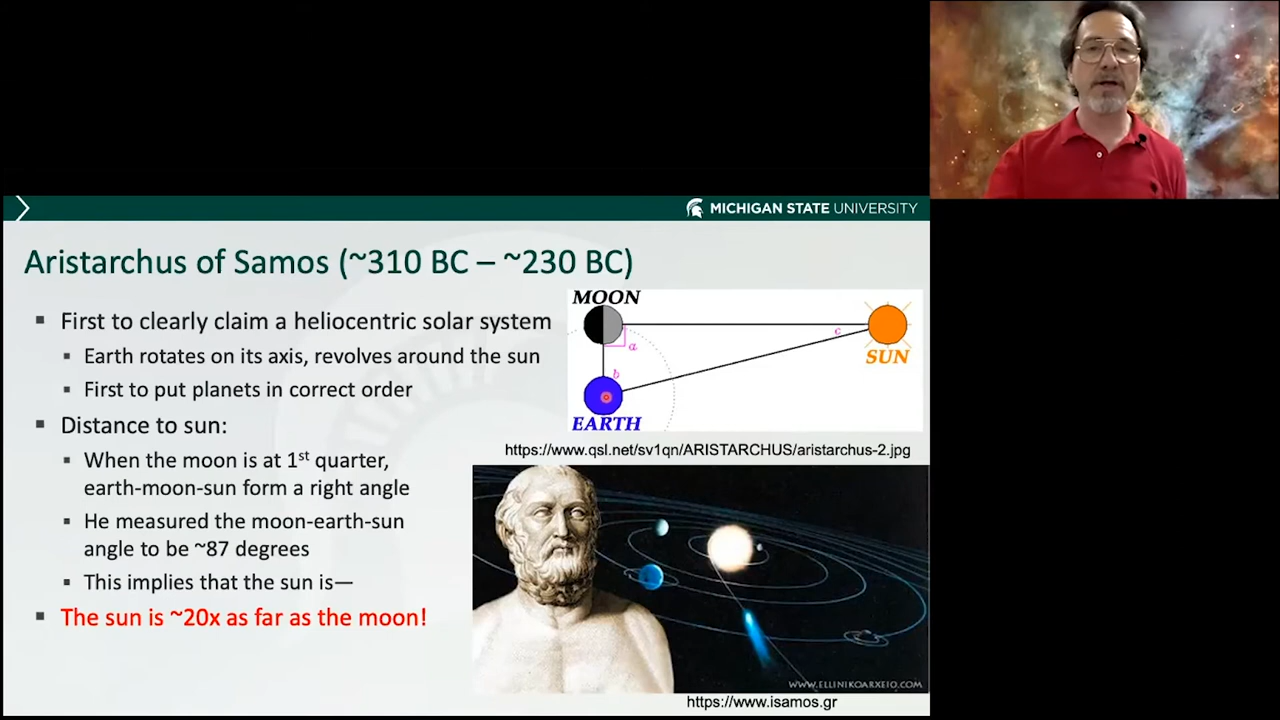 MICHIGAN STATE UNIVERSITY
Aristarchus of Samos (~310 BC – ~230 BC)
▪ First to clearly claim a heliocentric solar system
▪ Earth rotates on its axis, revolves around the sun
▪ First to put planets in correct order
▪ Distance to sun:
▪ When the moon is at 1st quarter,
earth-moon-sun form a right angle
▪ He measured the moon-earth-sun
angle to be ~87 degrees
▪ This implies that the sun is—
▪ The sun is ~20x as far as the moon!
MOON
a
c
SUN
b
EARTH
https://www.qsl.net/sv1qn/ARISTARCHUS/aristarchus-2.jpg
WWW.ELLINIKOARXEIO.COM
https://www.isamos.gr